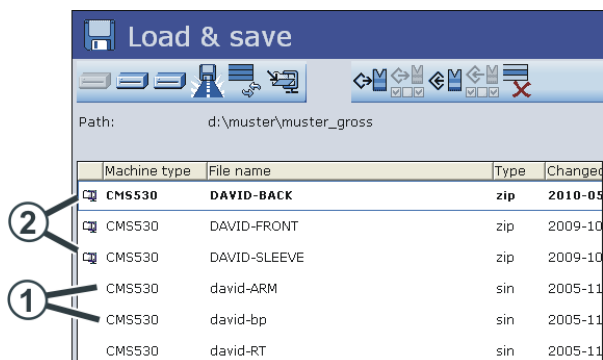 Load & save
Path: d:\muster\muster_gross
Machine type File name Type Changed
CMS530 DAVID-BACK zip 2010-05
2
CMS530 DAVID-FRONT zip 2009-10
CMS530 DAVID-SLEEVE zip 2009-10
1
CMS530 david-ARM sin 2005-11
CMS530 david-bp sin 2005-11
CMS530 david-RT sin 2005-11